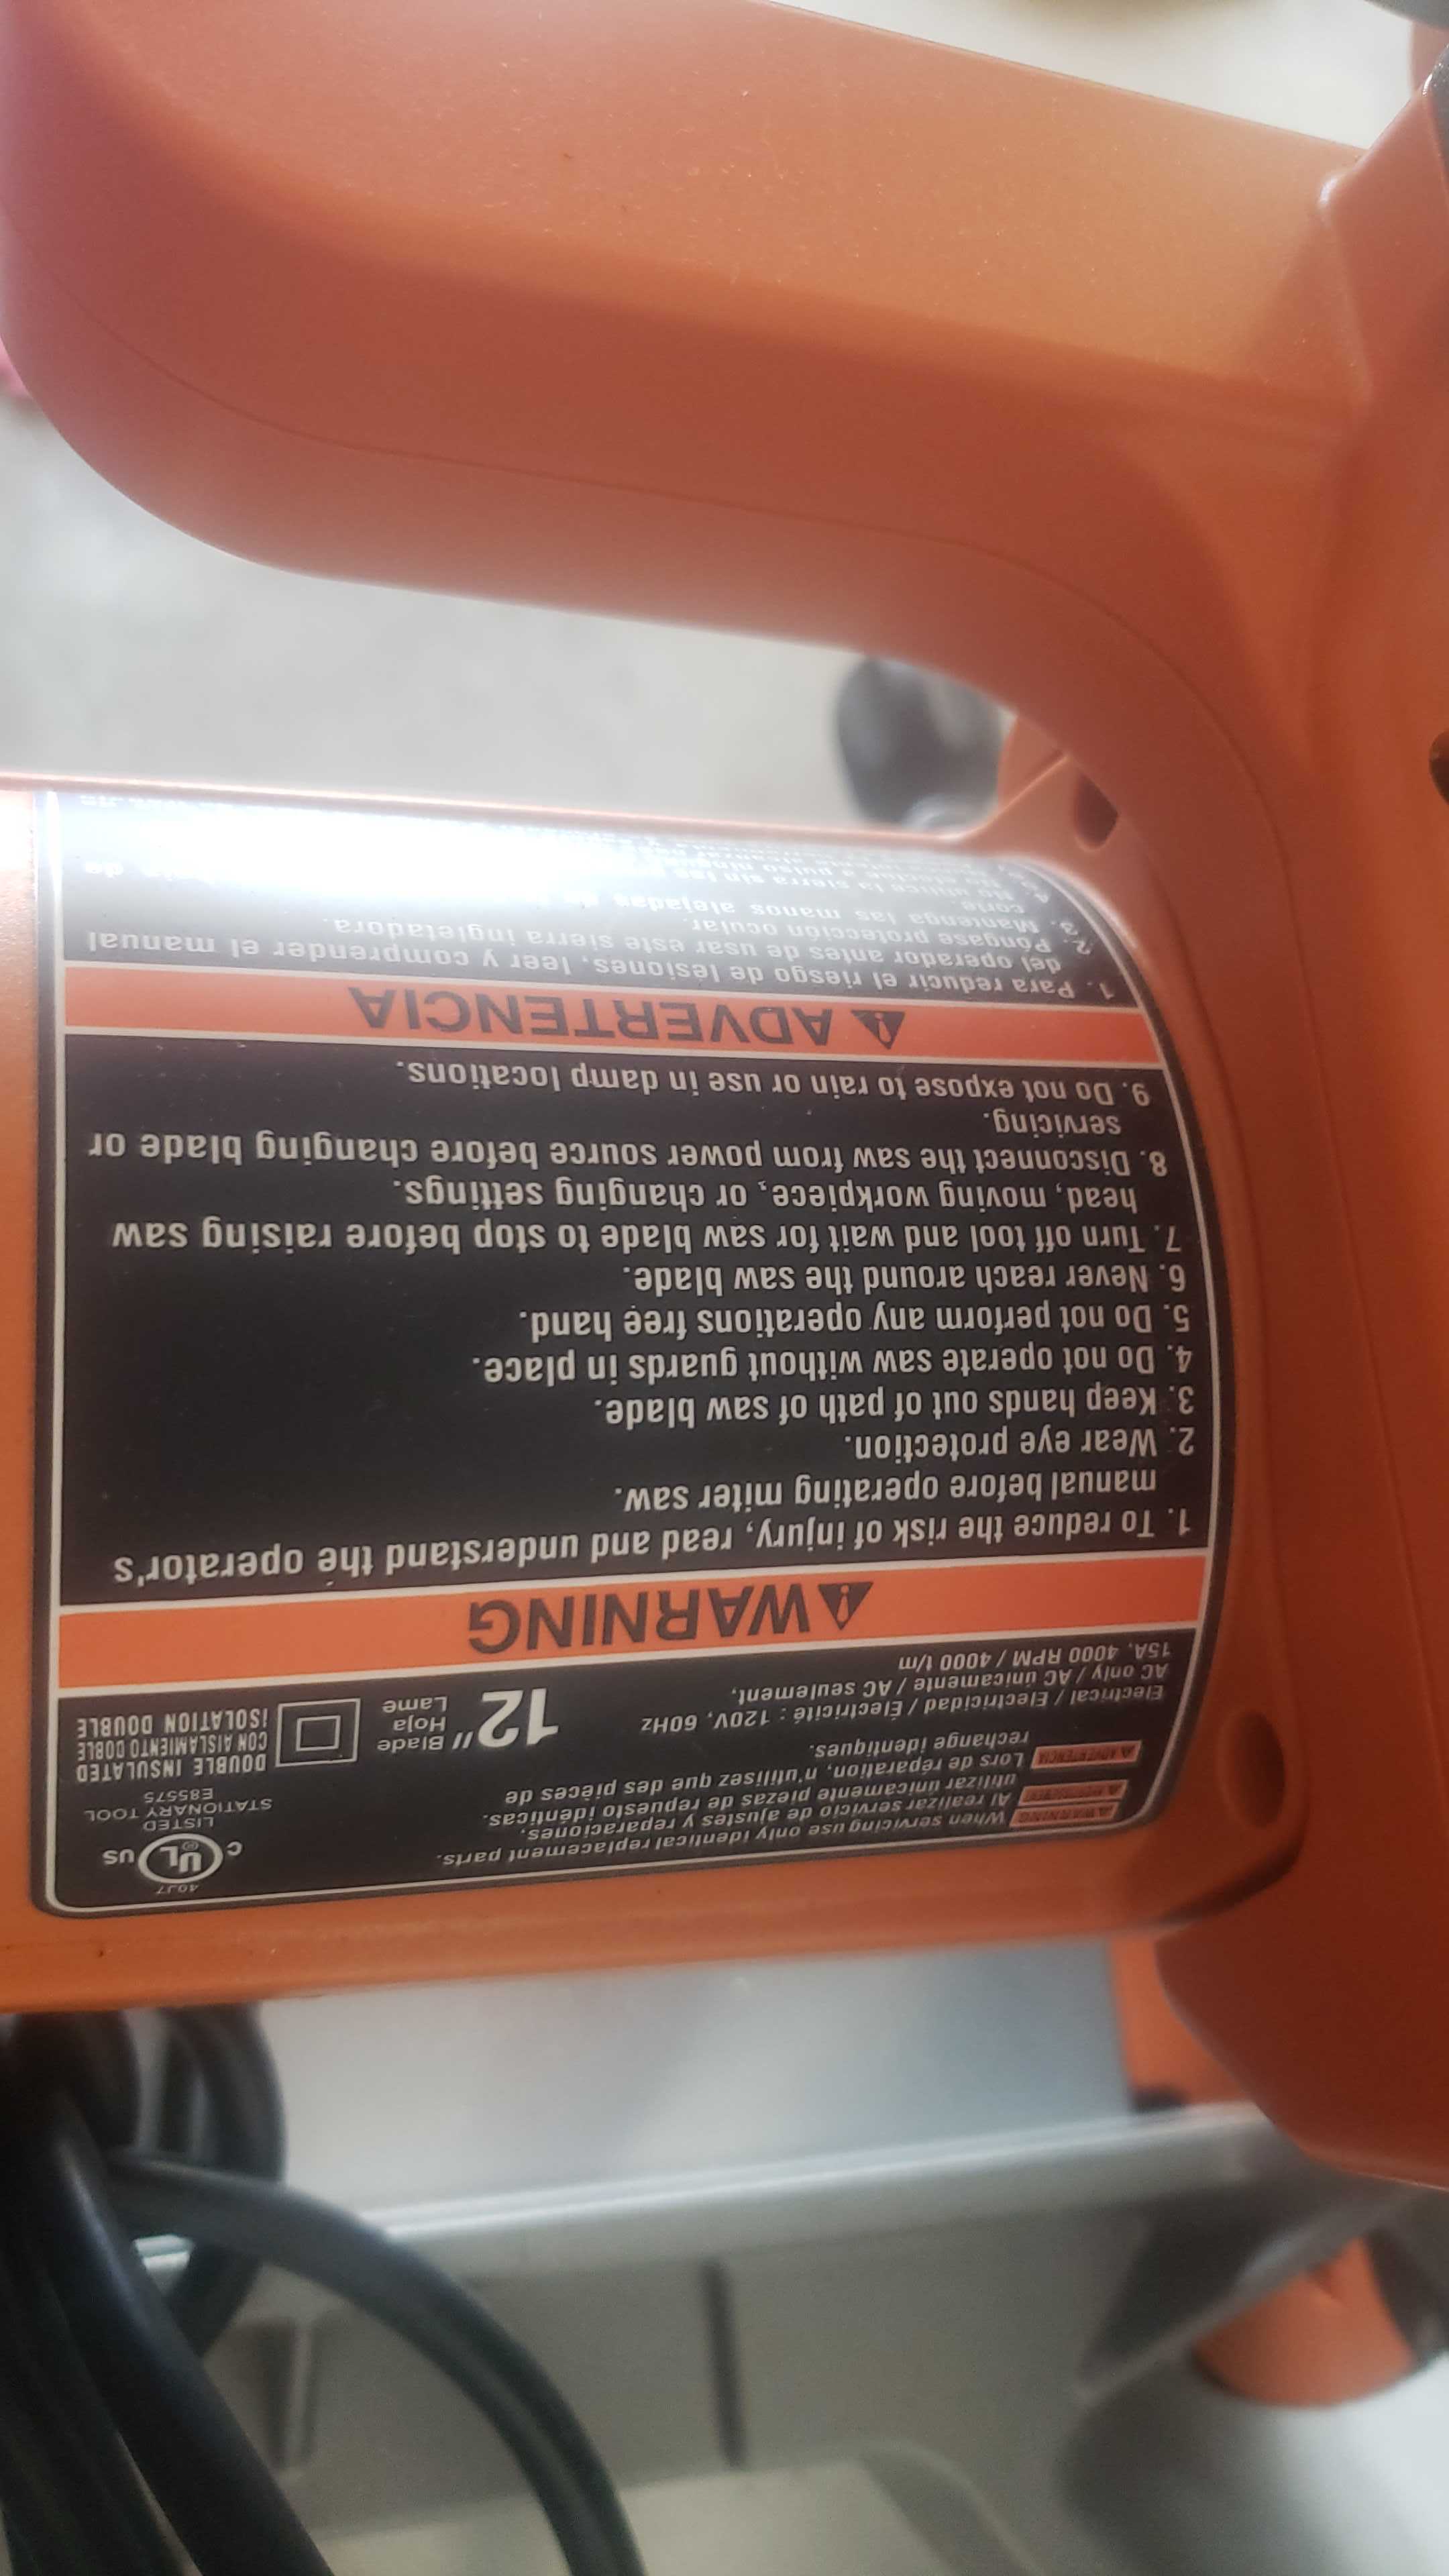 40J7
C UL US
LISTED
STATIONARY TOOL
E85575
DOUBLE INSULATED
CON AISLAMIENTO DOBLE
ISOLATION DOUBLE
WARNING When servicing use only identical replacement parts.
Al realizar servicio de ajustes y reparaciones,
utilizar únicamente piezas de repuesto idénticas.
ADVERTENCIA Lors de réparation, n'utilisez que des pièces de
rechange identiques.
Electrical / Electricidad / Électricité : 120V, 60Hz
AC only / AC únicamente / AC seulement,
15A, 4000 RPM / 4000 t/m
12" Blade
Hoja
Lame
WARNING
1. To reduce the risk of injury, read and understand the operator's
manual before operating miter saw.
2. Wear eye protection.
3. Keep hands out of path of saw blade.
4. Do not operate saw without guards in place.
5. Do not perform any operations free hand.
6. Never reach around the saw blade.
7. Turn off tool and wait for saw blade to stop before raising saw
head, moving workpiece, or changing settings.
8. Disconnect the saw from power source before changing blade or
servicing.
9. Do not expose to rain or use in damp locations.
ADVERTENCIA
1. Para reducir el riesgo de lesiones, leer y comprender el manual
del operador antes de usar este sierra ingletadora.
2. Póngase protección ocular.
3. Mantenga las manos alejadas de
corte.
4. la sierra sin las